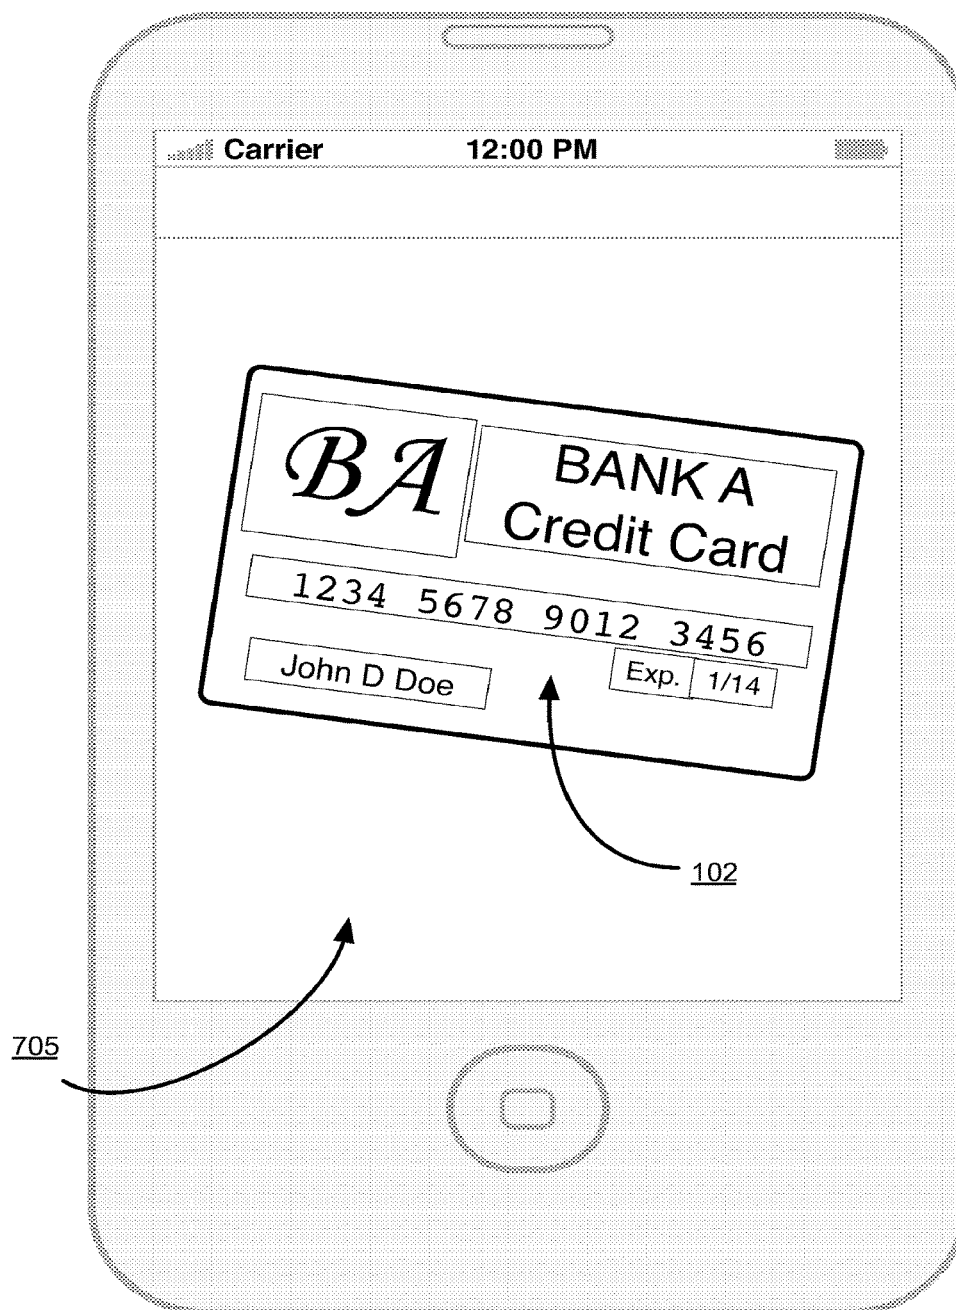 Carrier 12:00 PM
BA
BANK A
Credit Card
1234 5678 9012 3456
John D Doe
Exp. 1/14
102
705